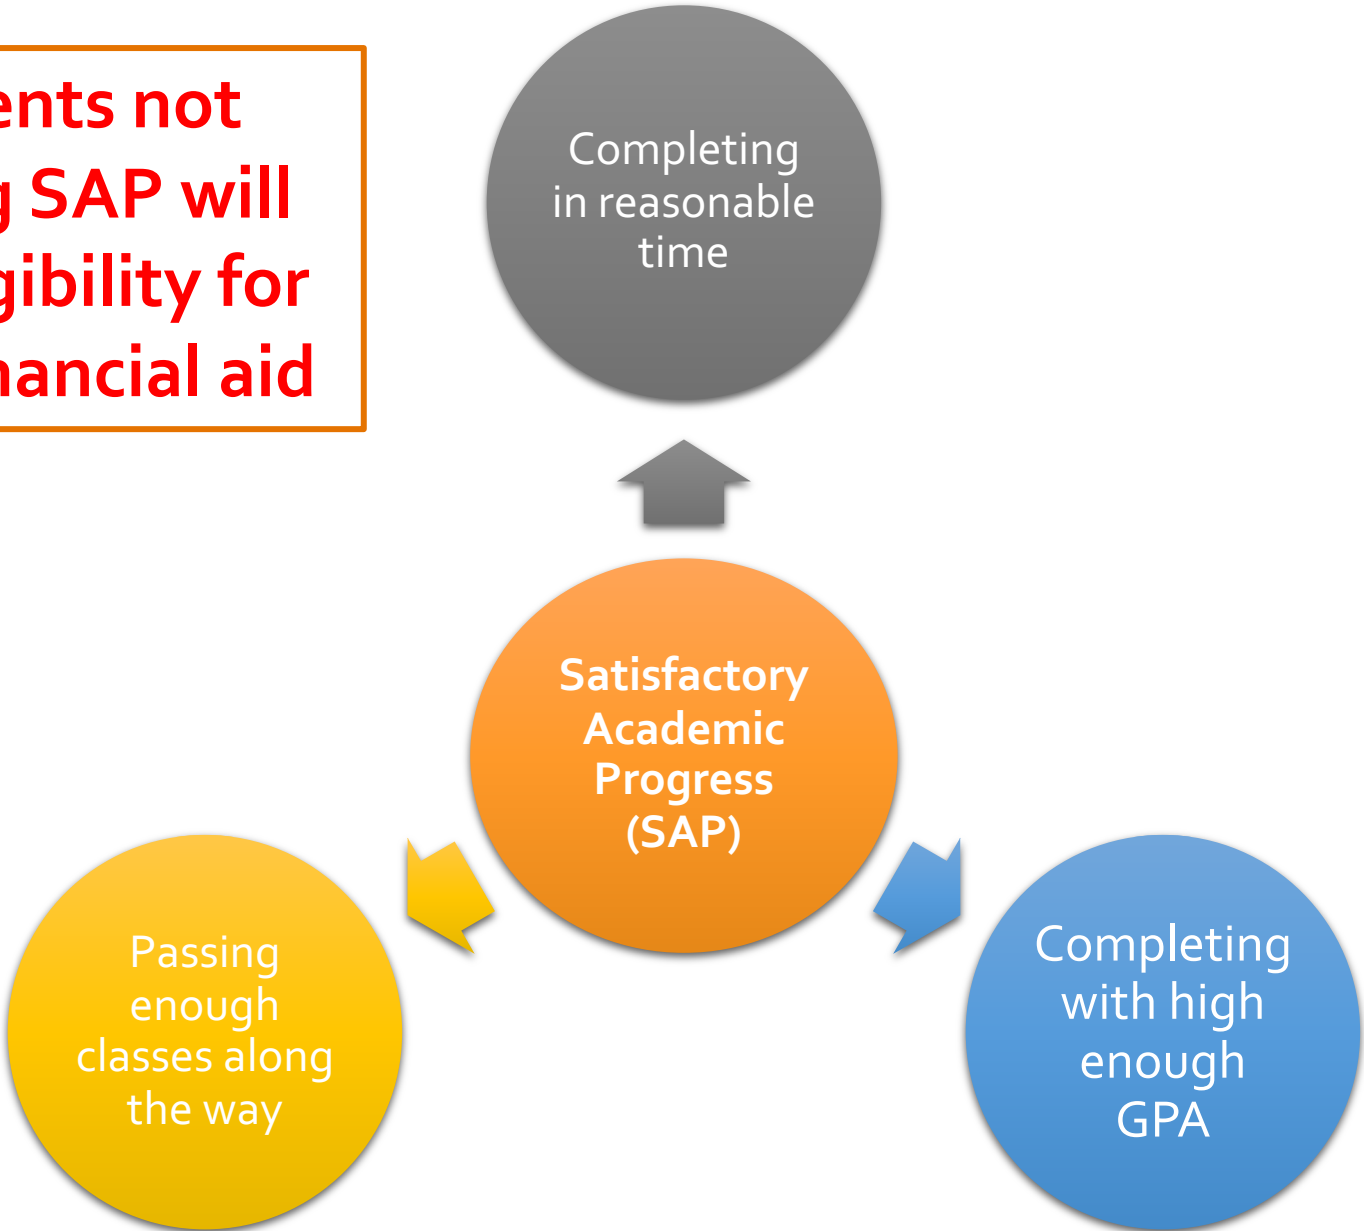 ents not
g SAP will
gibility for
nancial aid
Completing
in reasonable
time
Satisfactory
Academic
Progress
(SAP)
Passing
enough
classes along
the way
Completing
with high
enough
GPA